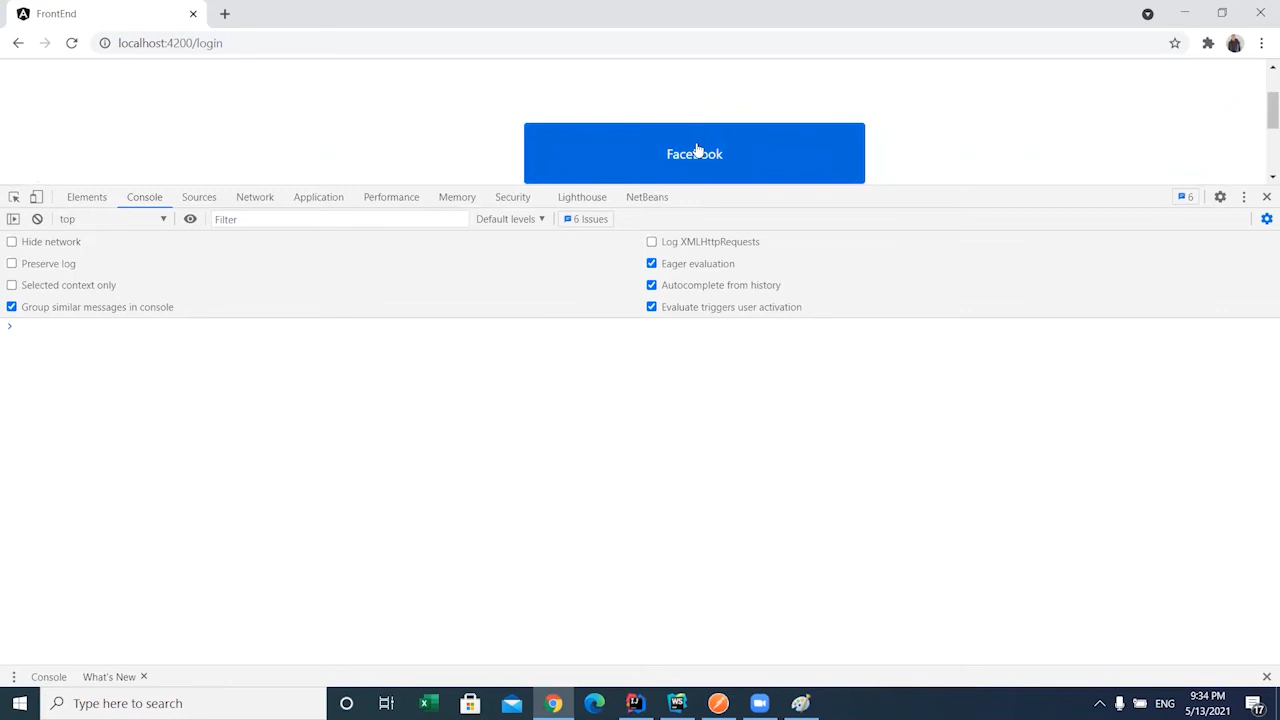 FrontEnd
localhost:4200/login
Facebook
Elements Console Sources Network Application Performance Memory Security Lighthouse NetBeans 6
top Filter Default levels 6 Issues
Hide network Log XMLHttpRequests
Preserve log Eager evaluation
Selected context only Autocomplete from history
Group similar messages in console Evaluate triggers user activation
Console What's New
Type here to search ENG 9:34 PM
5/13/2021 17